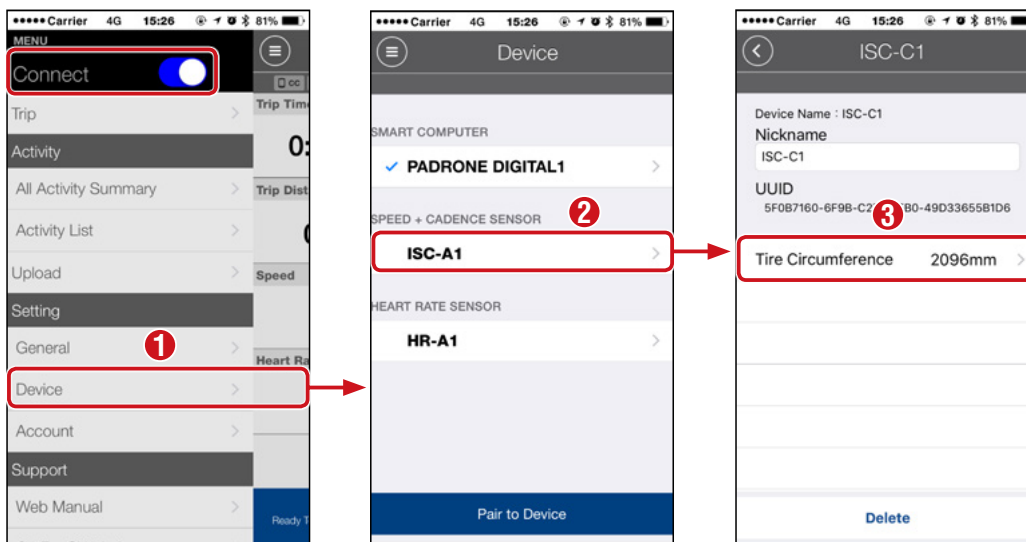 Carrier 4G 15:26 81%
MENU
Connect
Trip
Activity
All Activity Summary
Activity List
Upload
Setting
General
1
Device
Account
Support
Web Manual
CC
Trip Time
0:
Trip Dist
Speed
Heart Ra
Ready T
Carrier 4G 15:26 81%
Device
SMART COMPUTER
PADRONE DIGITAL1
SPEED + CADENCE SENSOR
2
ISC-A1
HEART RATE SENSOR
HR-A1
Pair to Device
Carrier 4G 15:26 81%
ISC-C1
Device Name : ISC-C1
Nickname
ISC-C1
UUID
5F0B7160-6F9B-C2 B0-49D33655B1D6
3
Tire Circumference 2096mm
Delete